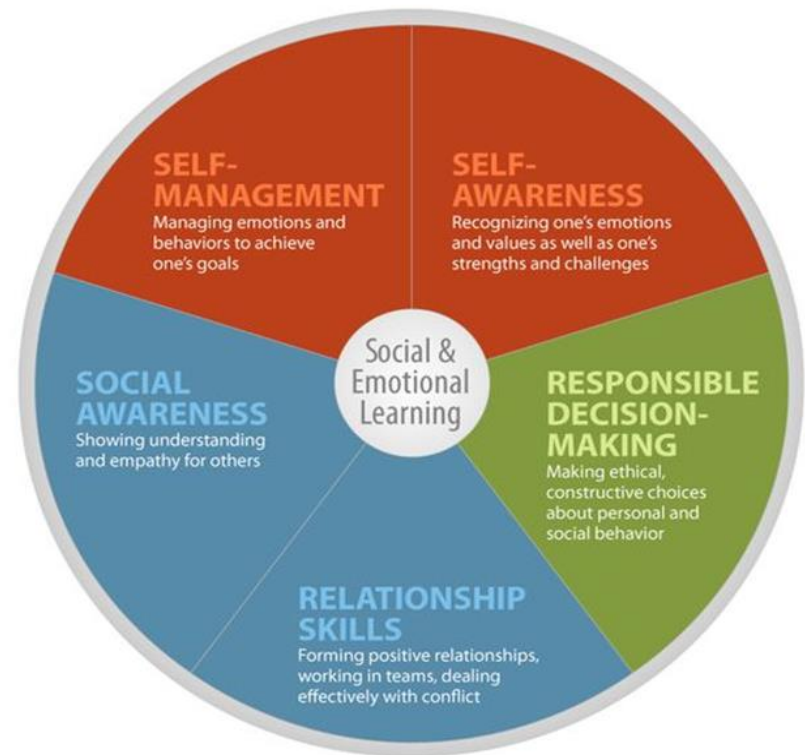 SELF-
MANAGEMENT
Managing emotions and
behaviors to achieve
one's goals
SELF-
AWARENESS
Recognizing one's emotions
and values as well as one's
strengths and challenges
SOCIAL
AWARENESS
Showing understanding
and empathy for others
Social &
Emotional
Learning
RESPONSIBLE
DECISION-
MAKING
Making ethical,
constructive choices
about personal and
social behavior
RELATIONSHIP
SKILLS
Forming positive relationships,
working in teams, dealing
effectively with conflict